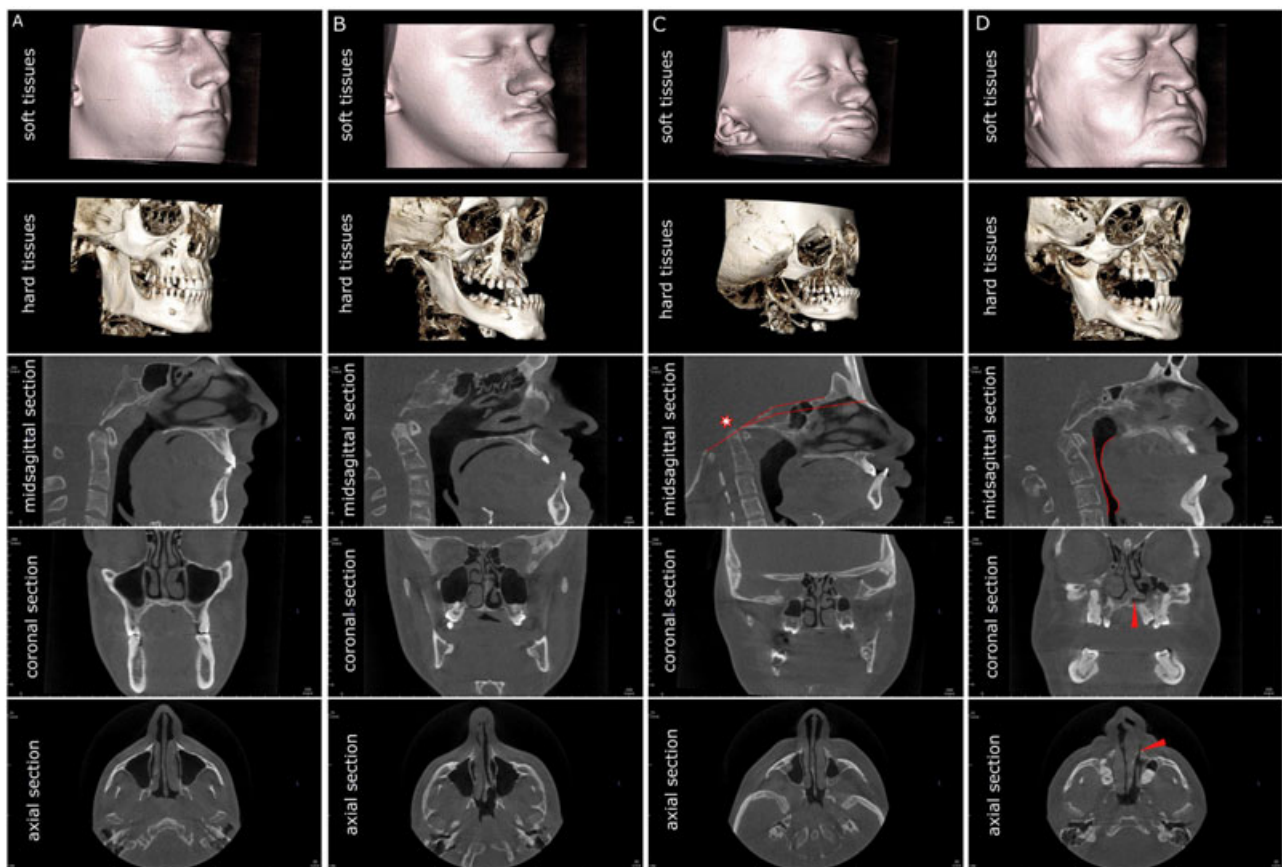 A
B
C
D
soft tissues
soft tissues
soft tissues
soft tissues
hard tissues
hard tissues
hard tissues
hard tissues
midsagittal section
midsagittal section
midsagittal section
midsagittal section
coronal section
coronal section
coronal section
coronal section
axial section
axial section
axial section
axial section